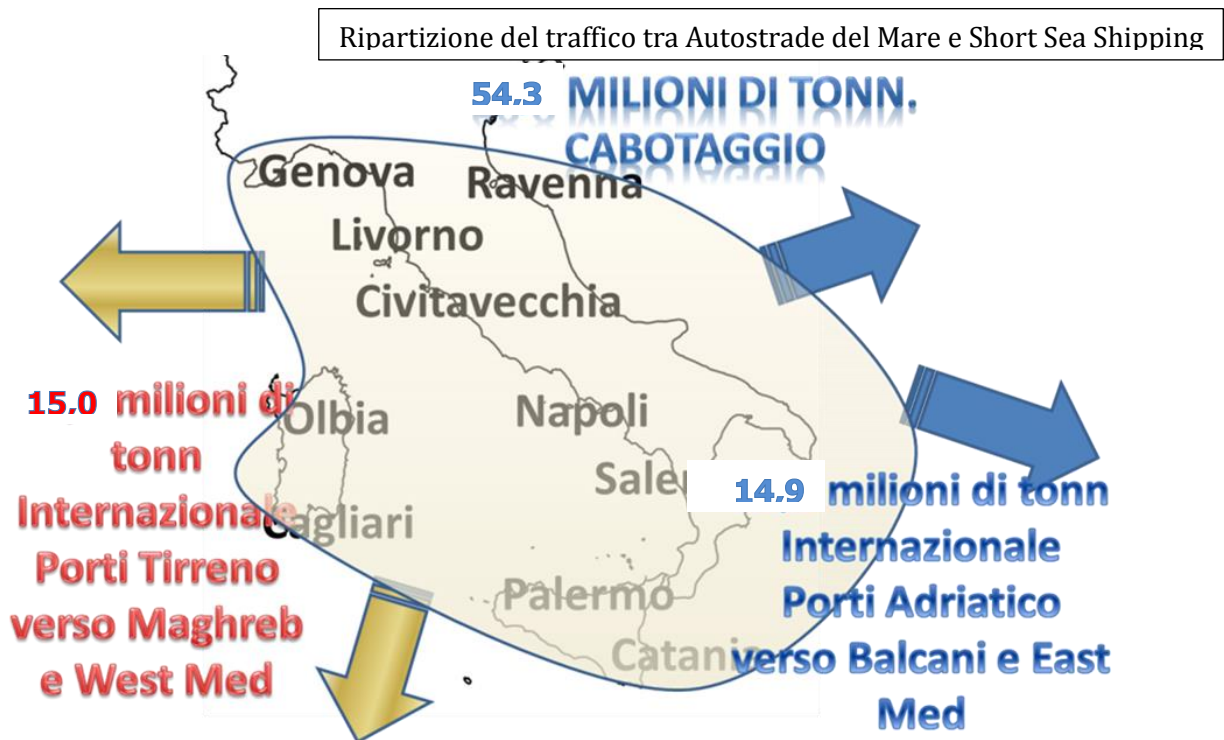 Ripartizione del traffico tra Autostrade del Mare e Short Sea Shipping
54.3 MILIONI DI TONN.
CABOTAGGIO
Genova
Ravenna
Livorno
Civitavecchia
15.0 milioni di
tonn
Internazionale
Porti Tirreno
verso Maghreb
e West Med
Olbia
Napoli
Cagliari
Palermo
Catania
14.9 milioni di tonn
Internazionale
Porti Adriatico
verso Balcani e East
Med